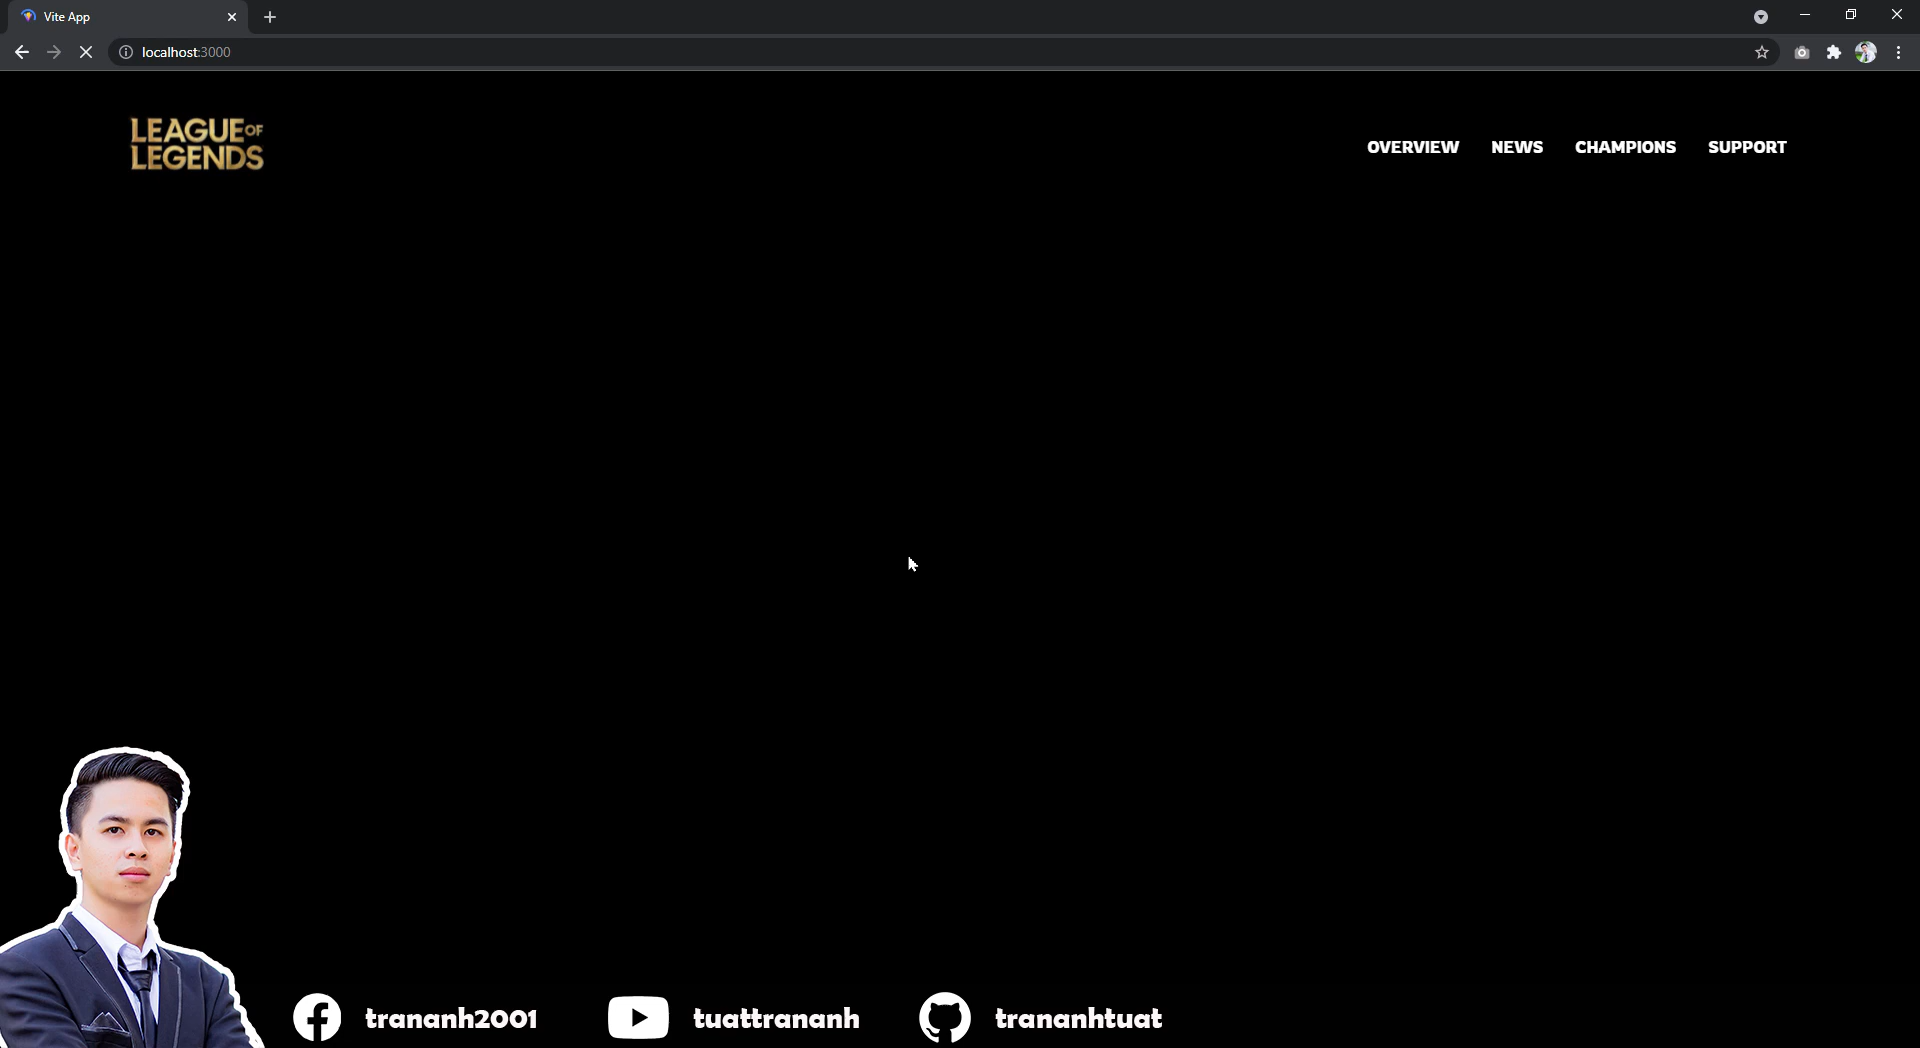 Vite App
localhost:3000
LEAGUE OF
LEGENDS
OVERVIEW NEWS CHAMPIONS SUPPORT
trananh2001 tuattrananh trananhtuat